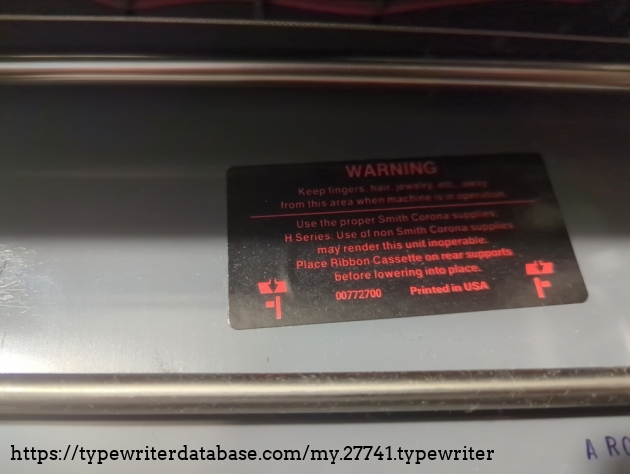 WARNING
Keep fingers, hair, jewelry, etc., away
from this area when machine is in operation.
Use the proper Smith Corona supplies.
H Series. Use of non Smith Corona supplies
may render this unit inoperable.
Place Ribbon Cassette on rear supports
before lowering into place.
00772700 Printed in USA
https://typewriterdatabase.com/my.27741.typewriter